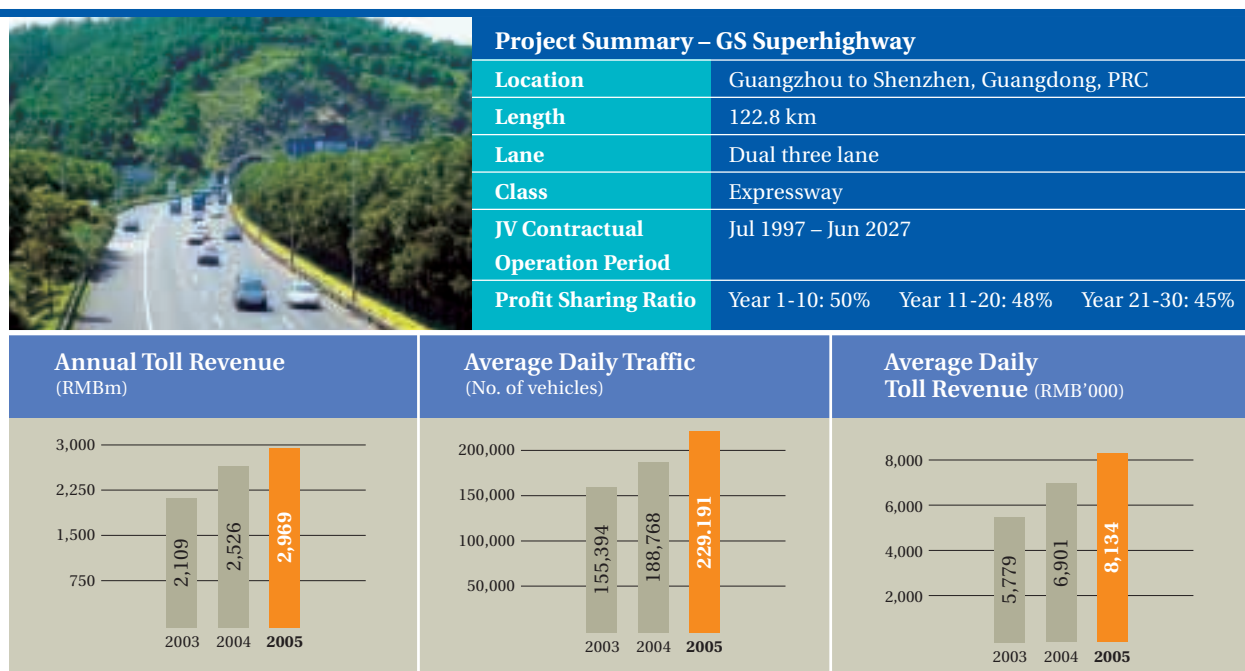 Project Summary – GS Superhighway
Location Guangzhou to Shenzhen, Guangdong, PRC
Length 122.8 km
Lane Dual three lane
Class Expressway
JV Contractual Jul 1997 – Jun 2027
Operation Period
Profit Sharing Ratio Year 1-10: 50% Year 11-20: 48% Year 21-30: 45%
Annual Toll Revenue
(RMBm)
3,000
2,250
1,500
750
2,109
2,526
2,969
2003 2004 2005
Average Daily Traffic
(No. of vehicles)
200,000
150,000
100,000
50,000
155,394
188,768
229.191
2003 2004 2005
Average Daily
Toll Revenue (RMB'000)
8,000
6,000
4,000
2,000
5,779
6,901
8,134
2003 2004 2005